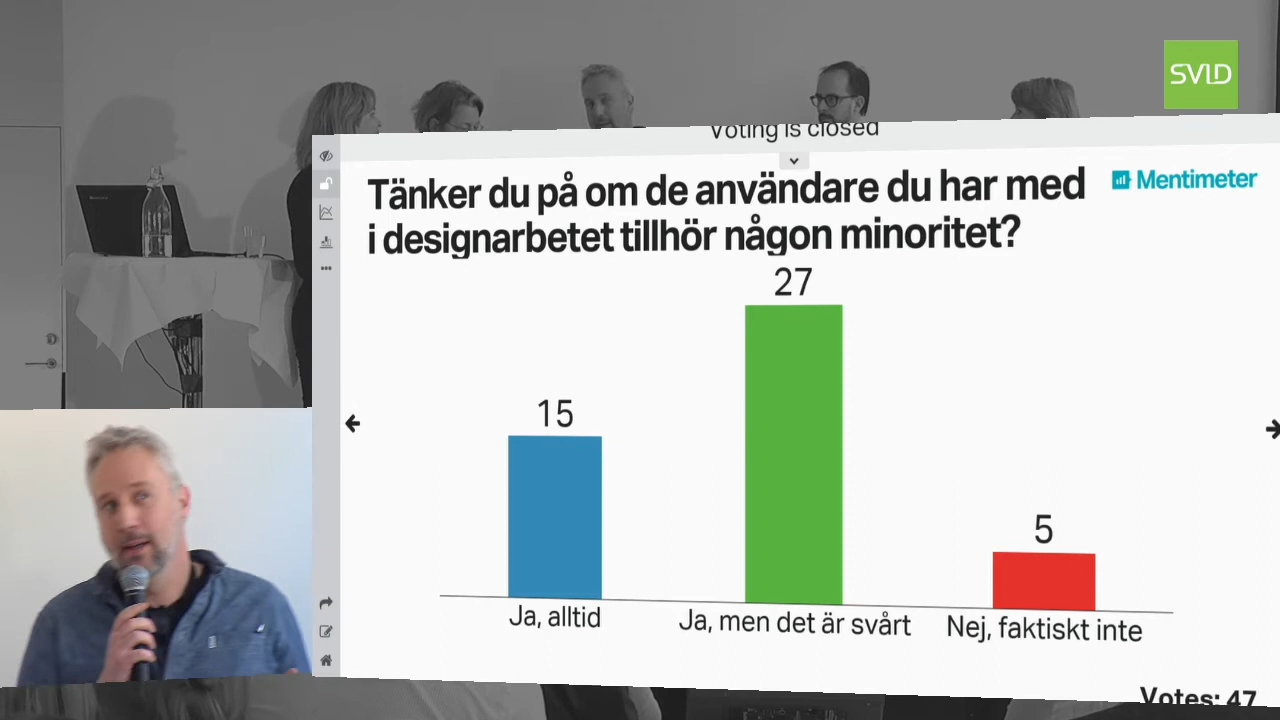 SVID
Voting is closed
Tänker du på om de användare du har med
i designarbetet tillhör någon minoritet?
Mentimeter
27
15
5
Ja, alltid
Ja, men det är svårt
Nej, faktiskt inte
Votes: 47